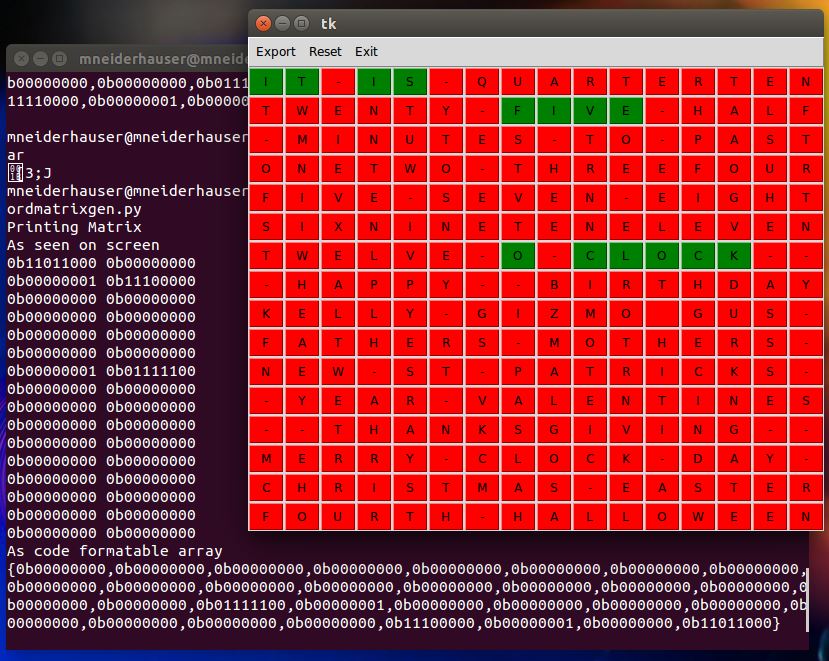 tk
Export Reset Exit
I T - I S - Q U A R T E R T E N
T W E N T Y - F I V E - H A L F
- M I N U T E S - T O - P A S T
O N E T W O - T H R E E F O U R
F I V E - S E V E N - E I G H T
S I X N I N E T E N E L E V E N
T W E L V E - O - C L O C K - -
- H A P P Y - - B I R T H D A Y
K E L L Y - G I Z M O G U S -
F A T H E R S - M O T H E R S -
N E W - S T - P A T R I C K S -
- Y E A R - V A L E N T I N E S
- - T H A N K S G I V I N G - -
M E R R Y - C L O C K - D A Y -
C H R I S T M A S - E A S T E R
F O U R T H - H A L L O W E E N
mneiderhauser@mneide
b00000000,0b00000000,0b011
11110000,0b00000001,0b0000
mneiderhauser@mneiderhauser
ar
3;J
mneiderhauser@mneiderhauser
ordmatrixgen.py
Printing Matrix
As seen on screen
0b11011000 0b00000000
0b00000001 0b11100000
0b00000000 0b00000000
0b00000000 0b00000000
0b00000000 0b00000000
0b00000000 0b00000000
0b00000001 0b01111100
0b00000000 0b00000000
0b00000000 0b00000000
0b00000000 0b00000000
0b00000000 0b00000000
0b00000000 0b00000000
0b00000000 0b00000000
0b00000000 0b00000000
0b00000000 0b00000000
0b00000000 0b00000000
As code formatable array
{0b00000000,0b00000000,0b00000000,0b00000000,0b00000000,0b00000000,0b00000000,0b00000000,
0b00000000,0b00000000,0b00000000,0b00000000,0b00000000,0b00000000,0b00000000,0b00000000,0
b00000000,0b00000000,0b01111100,0b00000001,0b00000000,0b00000000,0b00000000,0b00000000,0b
00000000,0b00000000,0b00000000,0b00000000,0b11100000,0b00000001,0b00000000,0b11011000}